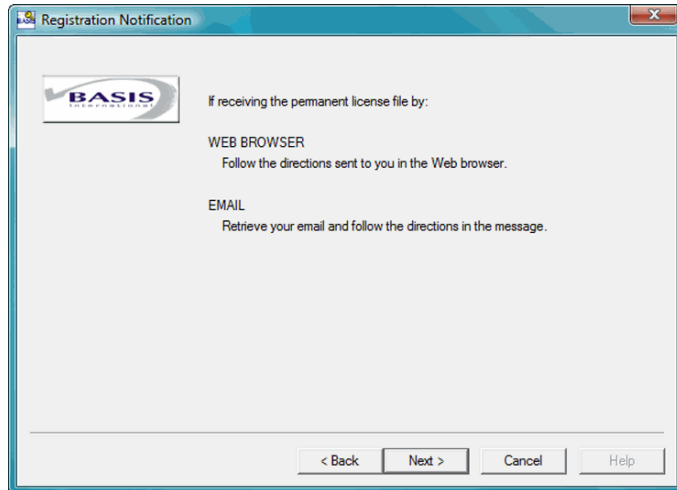 Registration Notification
BASIS
International
If receiving the permanent license file by:
WEB BROWSER
Follow the directions sent to you in the Web browser.
EMAIL
Retrieve your email and follow the directions in the message.
< Back
Next >
Cancel
Help